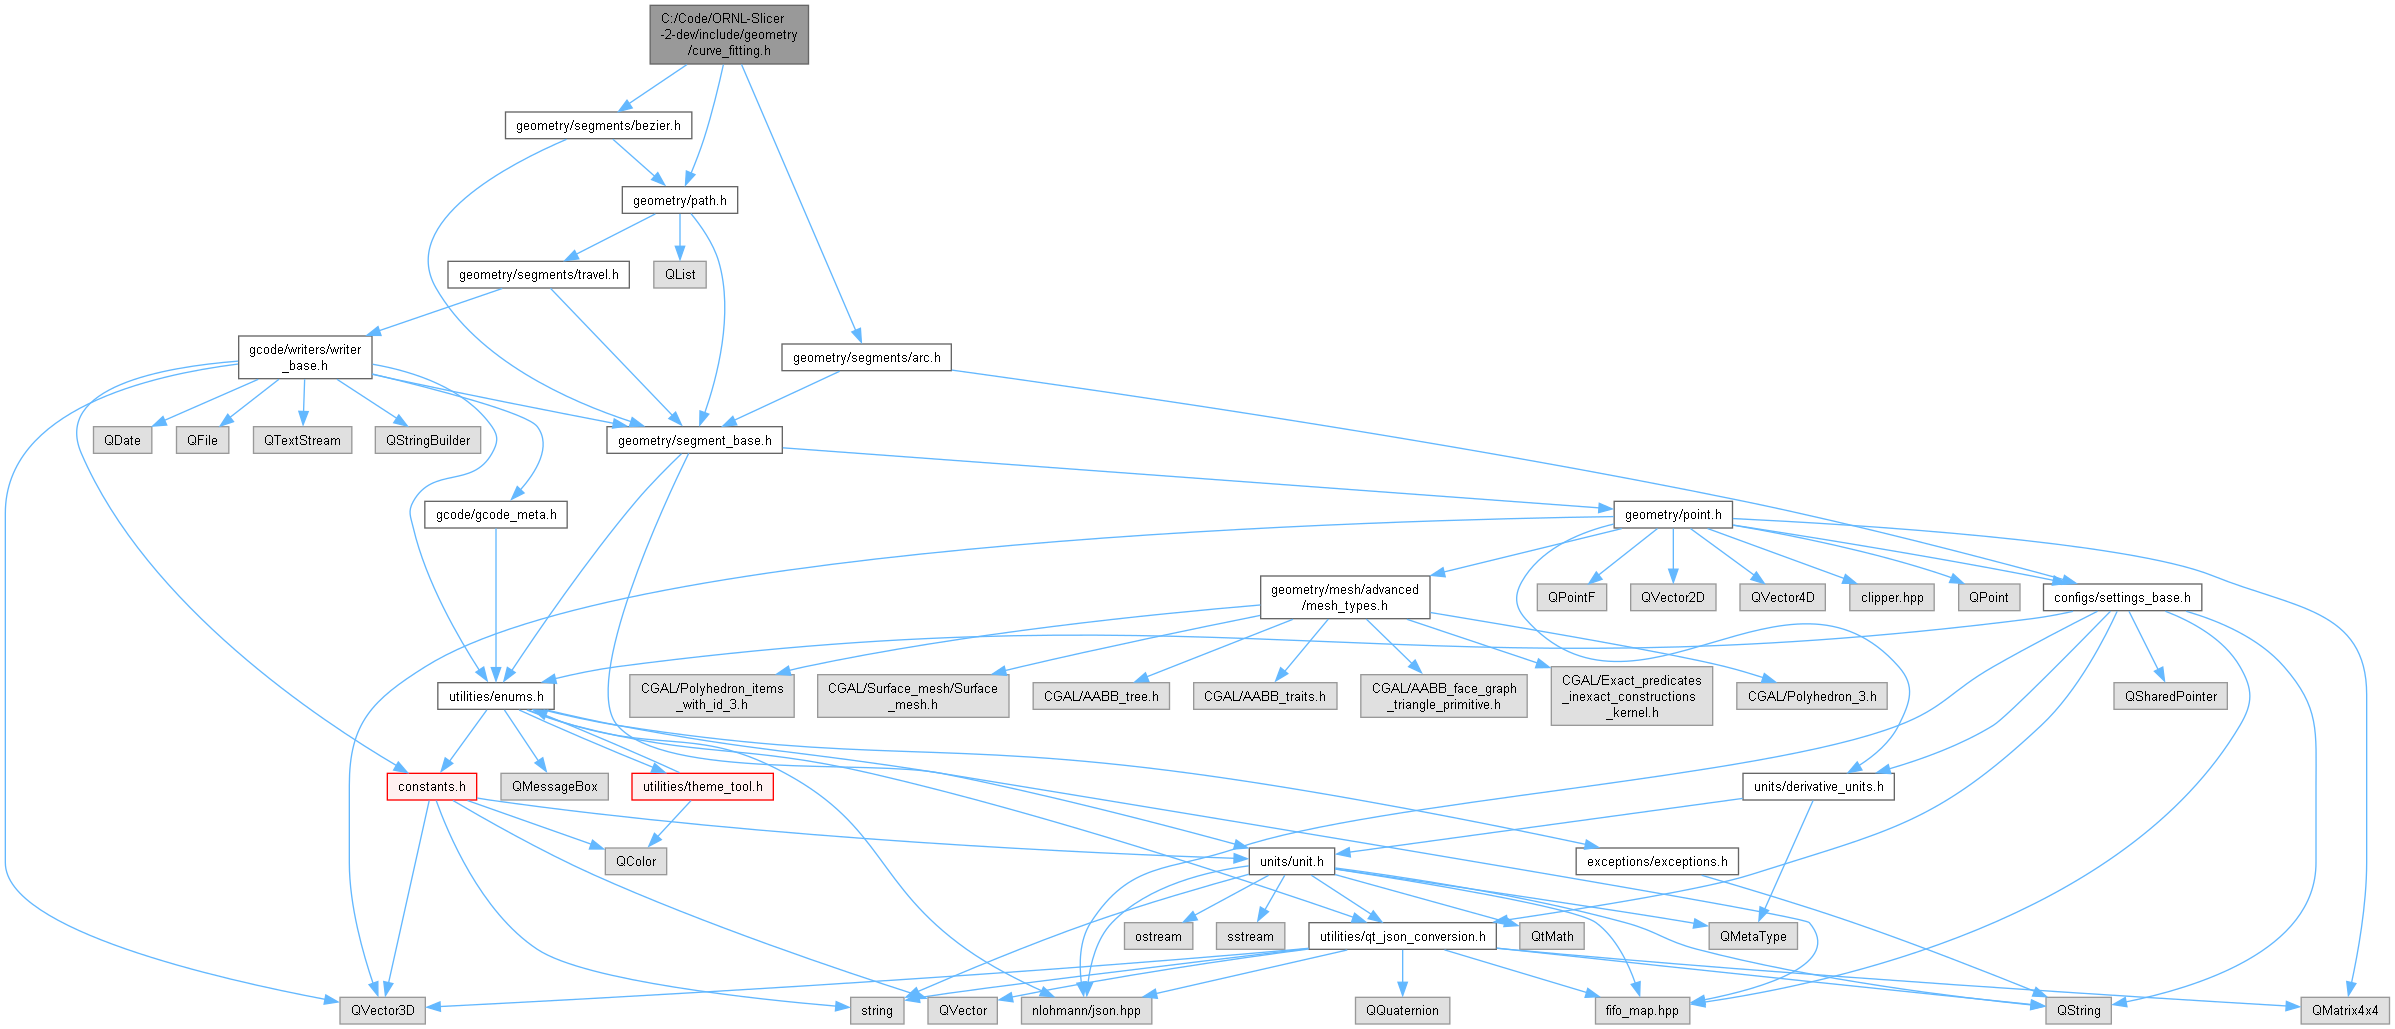 C:/Code/ORNL-Slicer
-2-dev/include/geometry
/curve_fitting.h
geometry/segments/bezier.h
geometry/path.h
geometry/segments/travel.h
QList
gcode/writers/writer
_base.h
geometry/segments/arc.h
QDate
QFile
QTextStream
QStringBuilder
geometry/segment_base.h
gcode/gcode_meta.h
geometry/point.h
geometry/mesh/advanced
/mesh_types.h
QPointF
QVector2D
QVector4D
clipper.hpp
QPoint
configs/settings_base.h
utilities/enums.h
CGAL/Polyhedron_items
_with_id_3.h
CGAL/Surface_mesh/Surface
_mesh.h
CGAL/AABB_tree.h
CGAL/AABB_traits.h
CGAL/AABB_face_graph
_triangle_primitive.h
CGAL/Exact_predicates
_inexact_constructions
_kernel.h
CGAL/Polyhedron_3.h
QSharedPointer
constants.h
QMessageBox
utilities/theme_tool.h
units/derivative_units.h
QColor
units/unit.h
exceptions/exceptions.h
ostream
sstream
utilities/qt_json_conversion.h
QtMath
QMetaType
QVector3D
string
QVector
nlohmann/json.hpp
QQuaternion
fifo_map.hpp
QString
QMatrix4x4